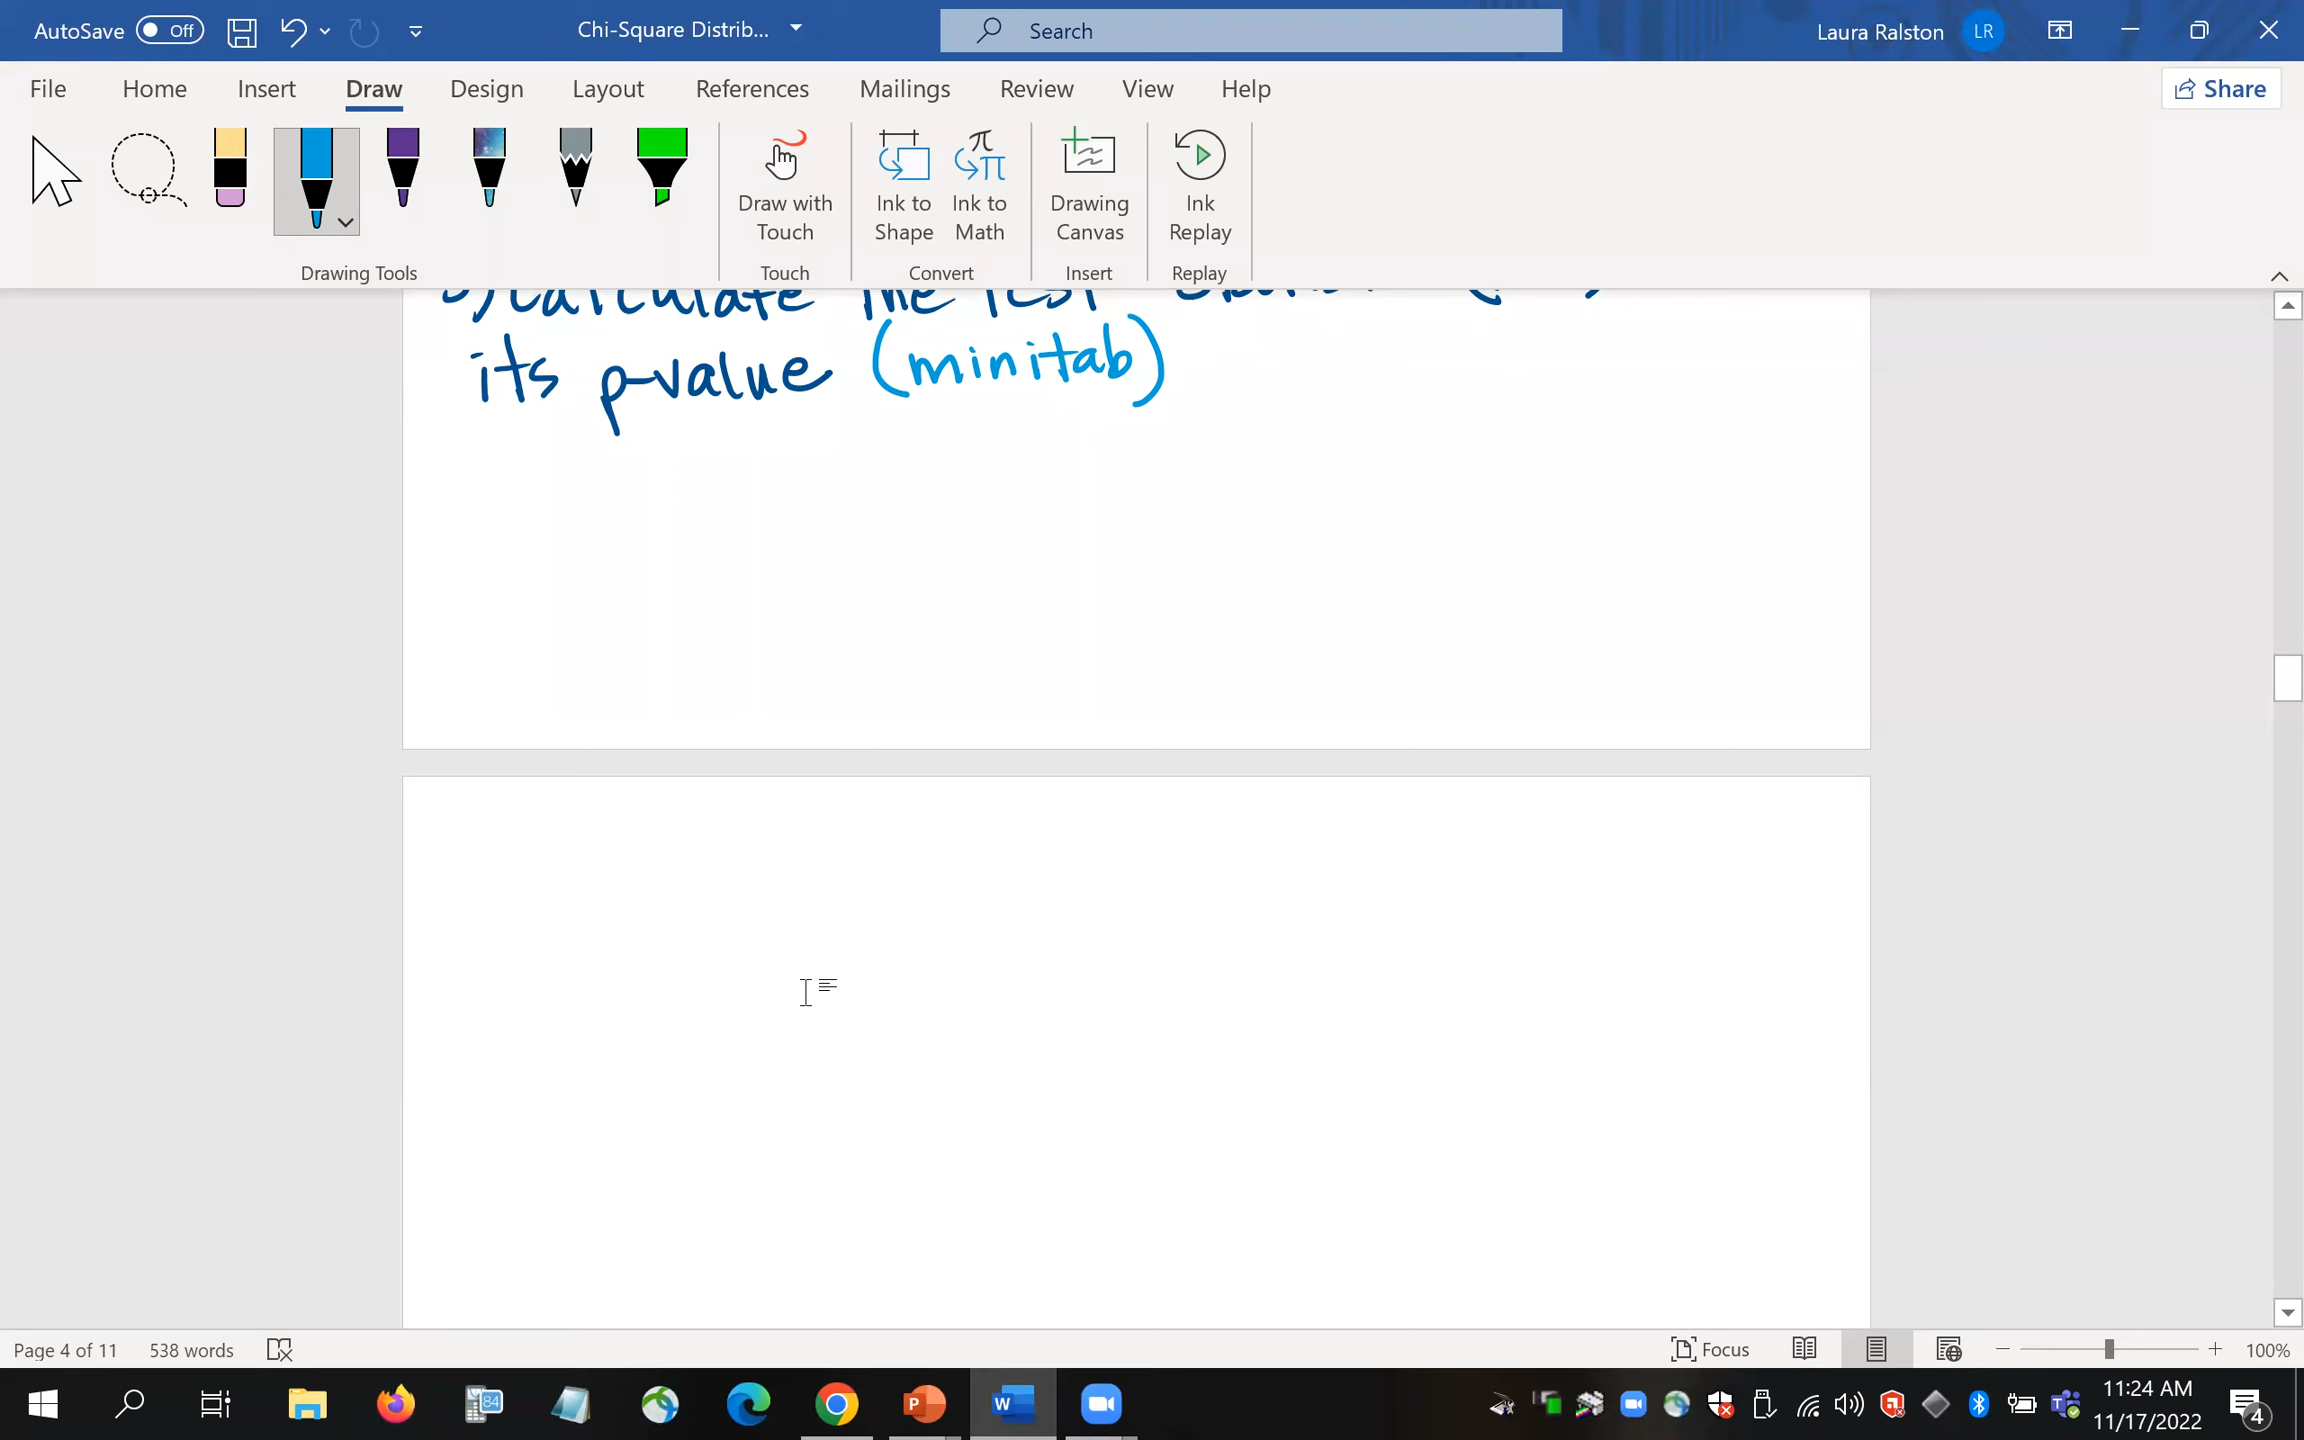 AutoSave Off Chi-Square Distrib... Search Laura Ralston LR
File Home Insert Draw Design Layout References Mailings Review View Help Share
Draw with Touch
Ink to Shape
Ink to Math
Drawing Canvas
Ink Replay
Drawing Tools Touch Convert Insert Replay
calculate the test
its p-value (minitab)
Page 4 of 11 538 words Focus 100%
84
11:24 AM
11/17/2022
4